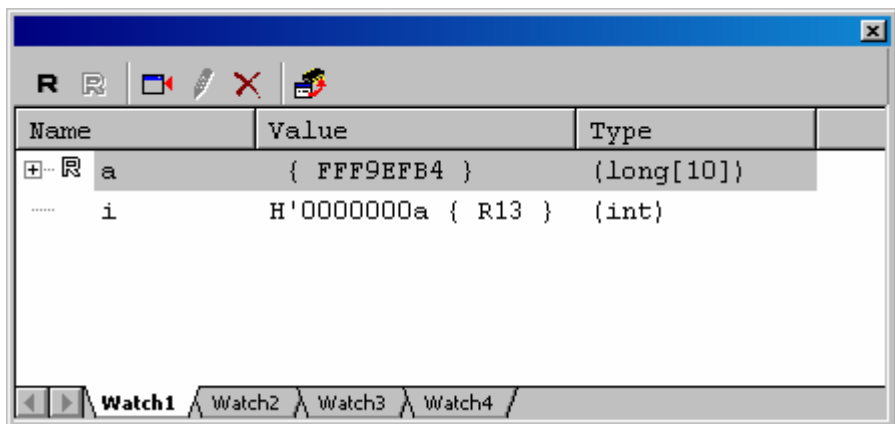 R R
Name Value Type
R a { FFF9EFB4 } (long[10])
i H'0000000a { R13 } (int)
Watch1 Watch2 Watch3 Watch4